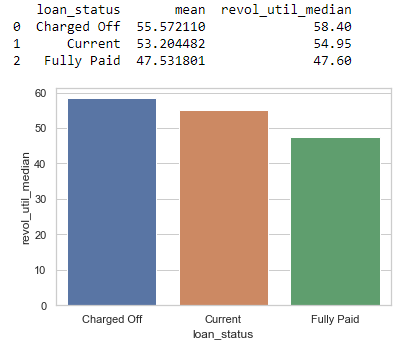 loan_status mean revol_util_median
0 Charged Off 55.572110 58.40
1 Current 53.204482 54.95
2 Fully Paid 47.531801 47.60
60
50
40
30
20
10
0
revol_util_median
Charged Off Current Fully Paid
loan_status